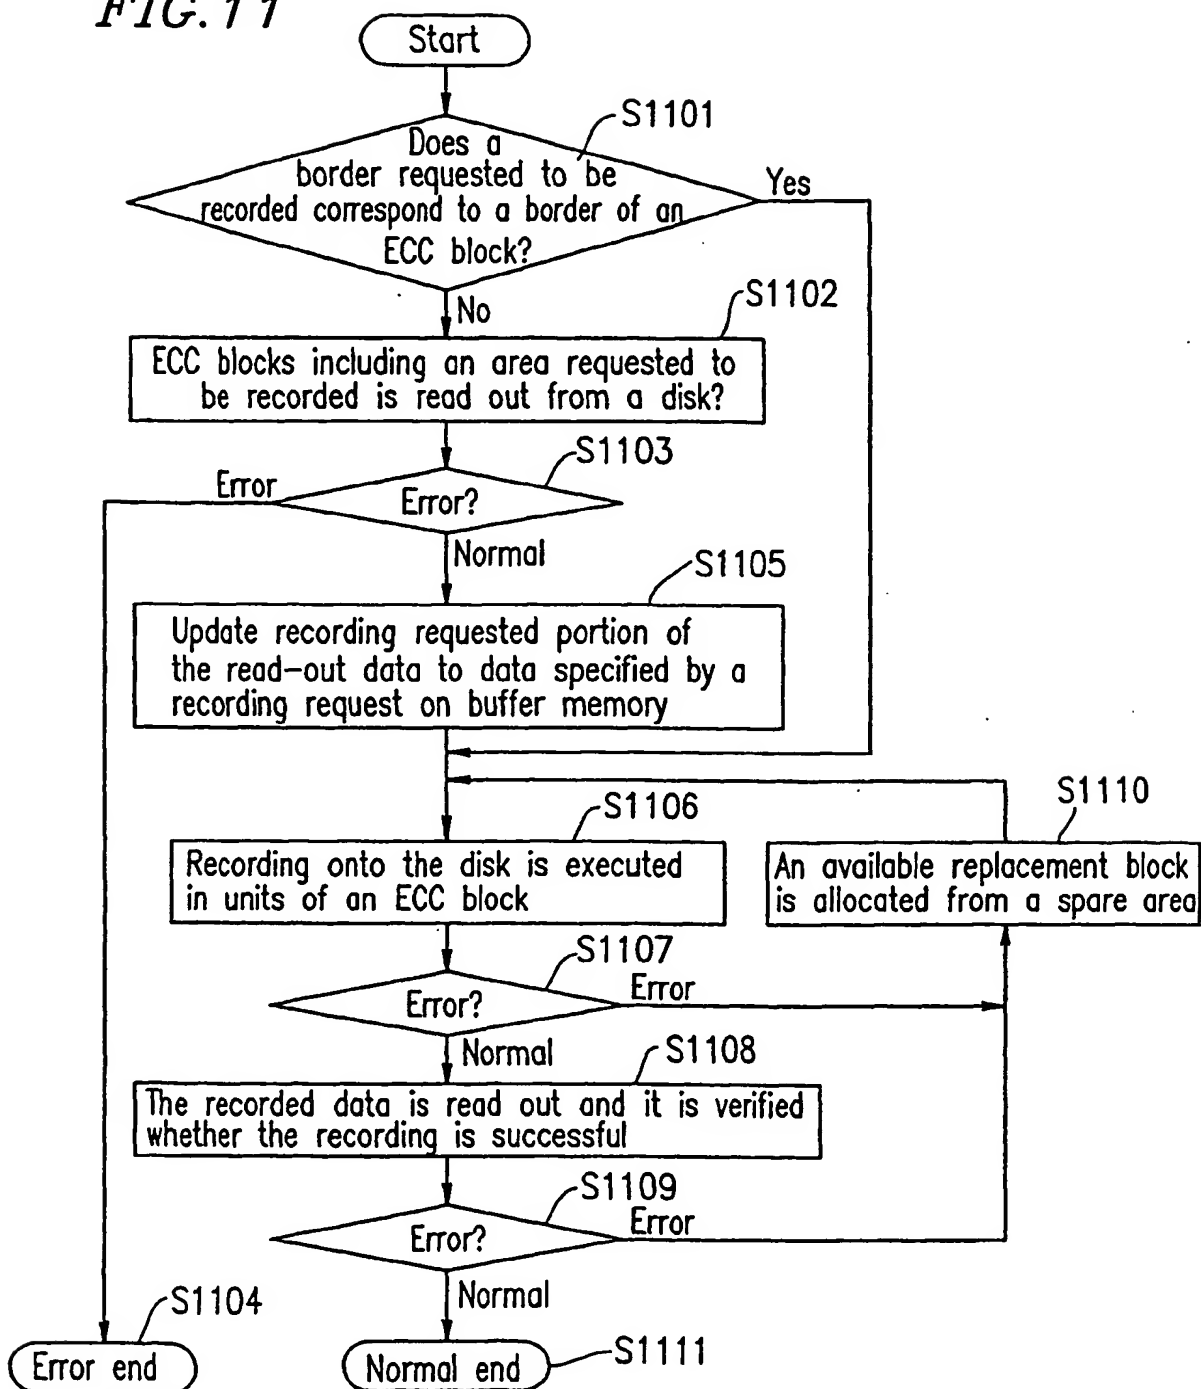 FIG. 11
Start
S1101
Does a
border requested to be
recorded correspond to a border of an
ECC block?
Yes
No
S1102
ECC blocks including an area requested to
be recorded is read out from a disk?
S1103
Error
Error?
Normal
S1105
Update recording requested portion of
the read-out data to data specified by a
recording request on buffer memory
S1106
S1110
Recording onto the disk is executed
in units of an ECC block
An available replacement block
is allocated from a spare area
S1107
Error?
Error
Normal
S1108
The recorded data is read out and it is verified
whether the recording is successful
S1109
Error?
Error
Normal
S1104
Error end
Normal end
S1111